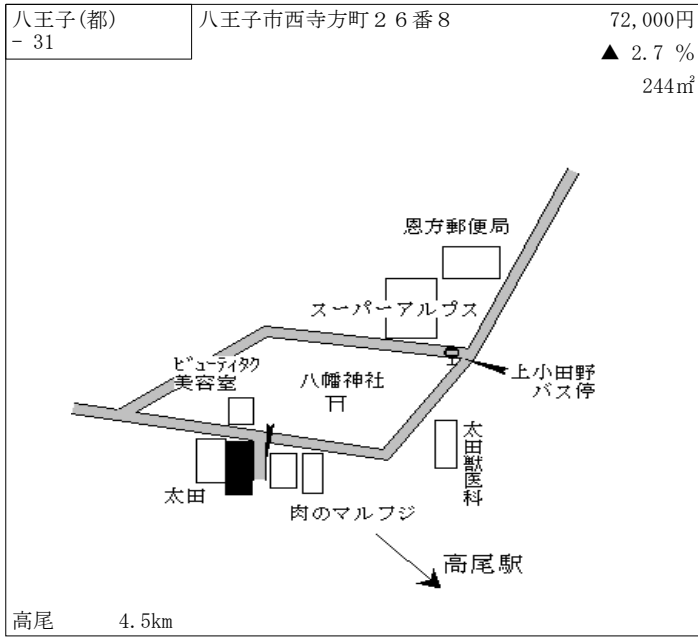 八王子(都)
- 31
八王子市西寺方町２６番８
72,000円
▲ 2.7 %
244㎡
恩方郵便局
スーパーアルプス
ﾋﾞｭｰﾃｨﾀｸ
美容室
八幡神社
上小田野
バス停
太田獣医科
太田
肉のマルフジ
高尾駅
高尾 4.5km